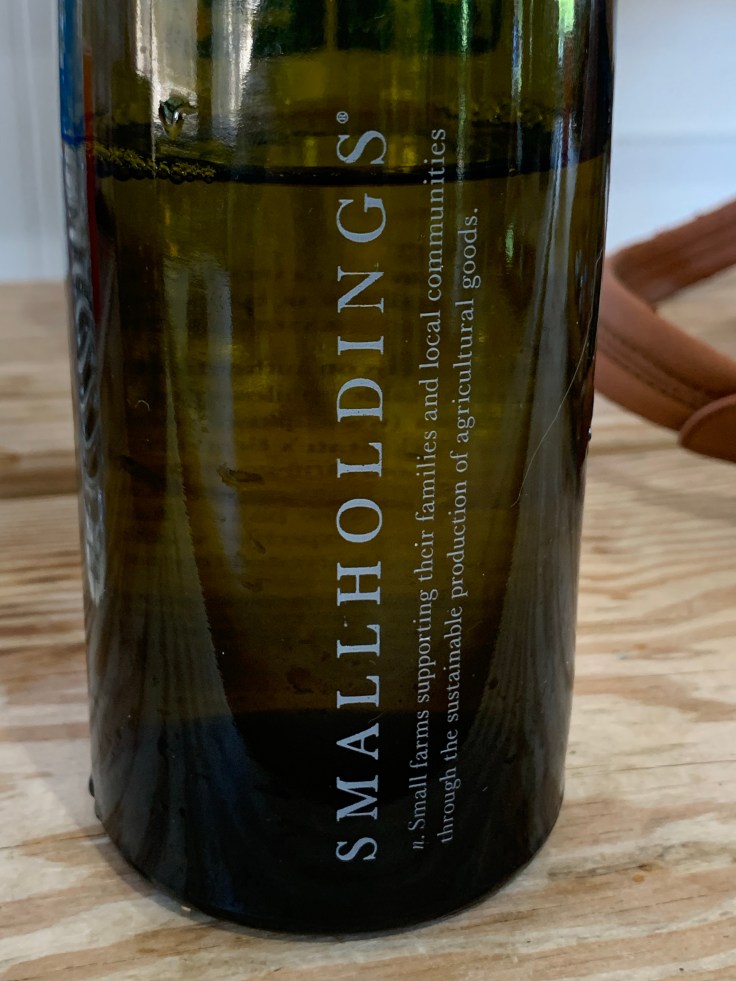 SMALLHOLDINGS®
n. Small farms supporting their families and local communities
through the sustainable production of agricultural goods.